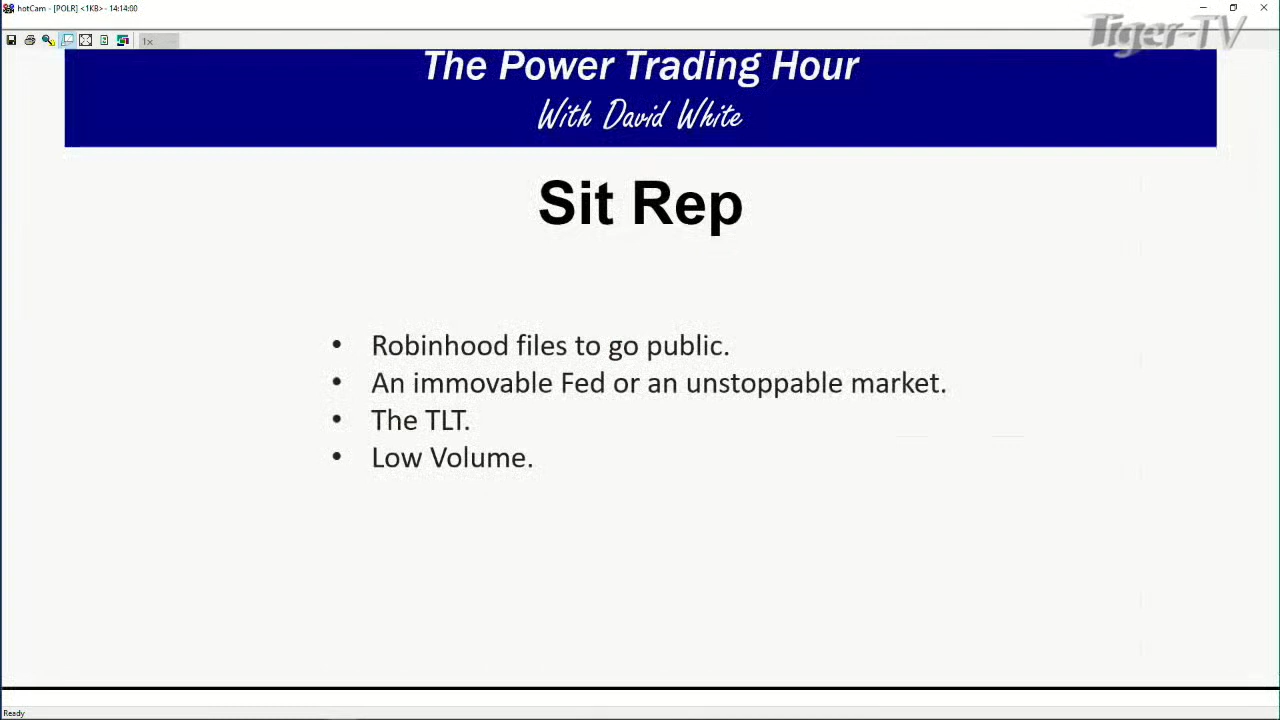 hotCam - [POLR] <1KB> - 14:14:00
Tiger-TV
1x
The Power Trading Hour
With David White
Sit Rep
• Robinhood files to go public.
• An immovable Fed or an unstoppable market.
• The TLT.
• Low Volume.
Ready